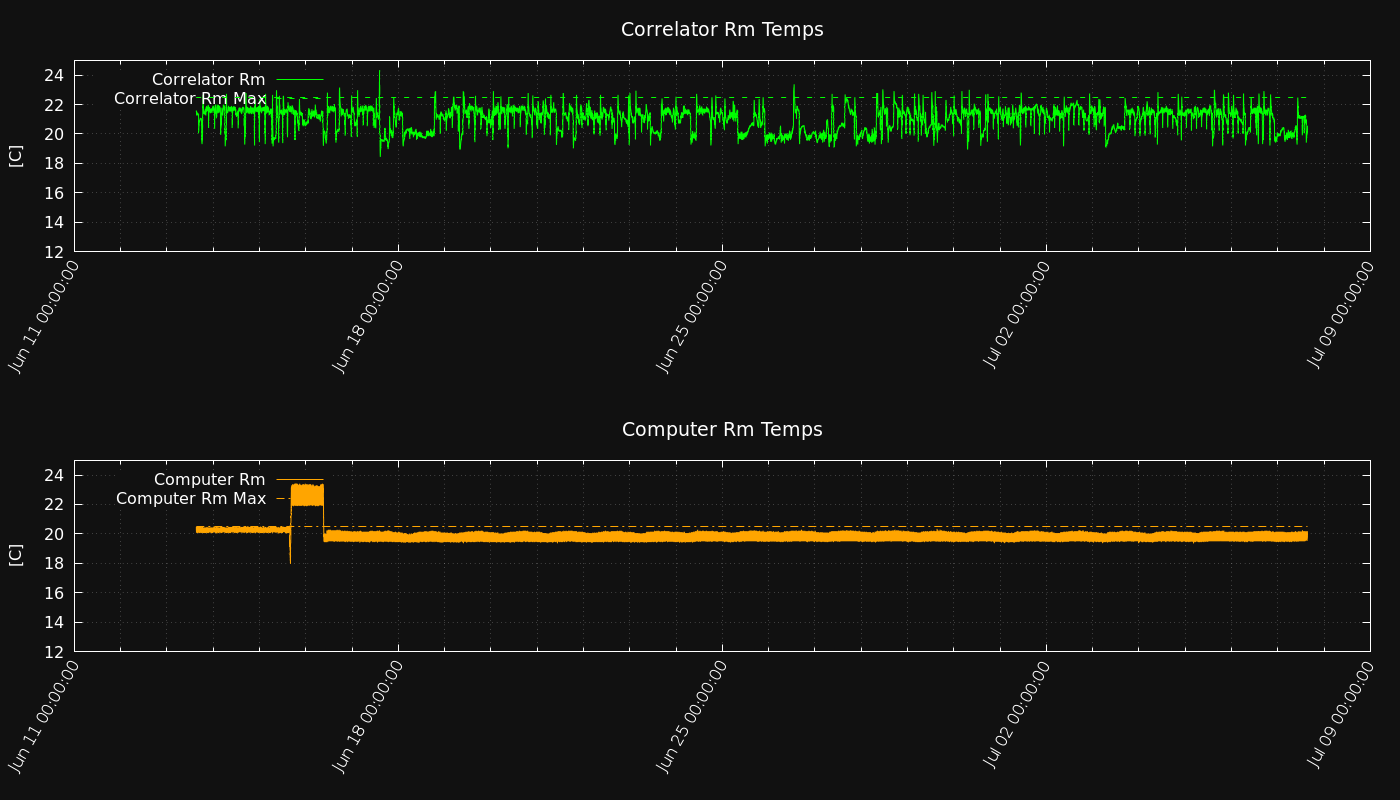 Correlator Rm Temps
24
22
20
18
16
14
12
[C]
Correlator Rm
Correlator Rm Max
Jun 11 00:00:00
Jun 18 00:00:00
Jun 25 00:00:00
Jul 02 00:00:00
Jul 09 00:00:00
Computer Rm Temps
24
22
20
18
16
14
12
[C]
Computer Rm
Computer Rm Max
Jun 11 00:00:00
Jun 18 00:00:00
Jun 25 00:00:00
Jul 02 00:00:00
Jul 09 00:00:00